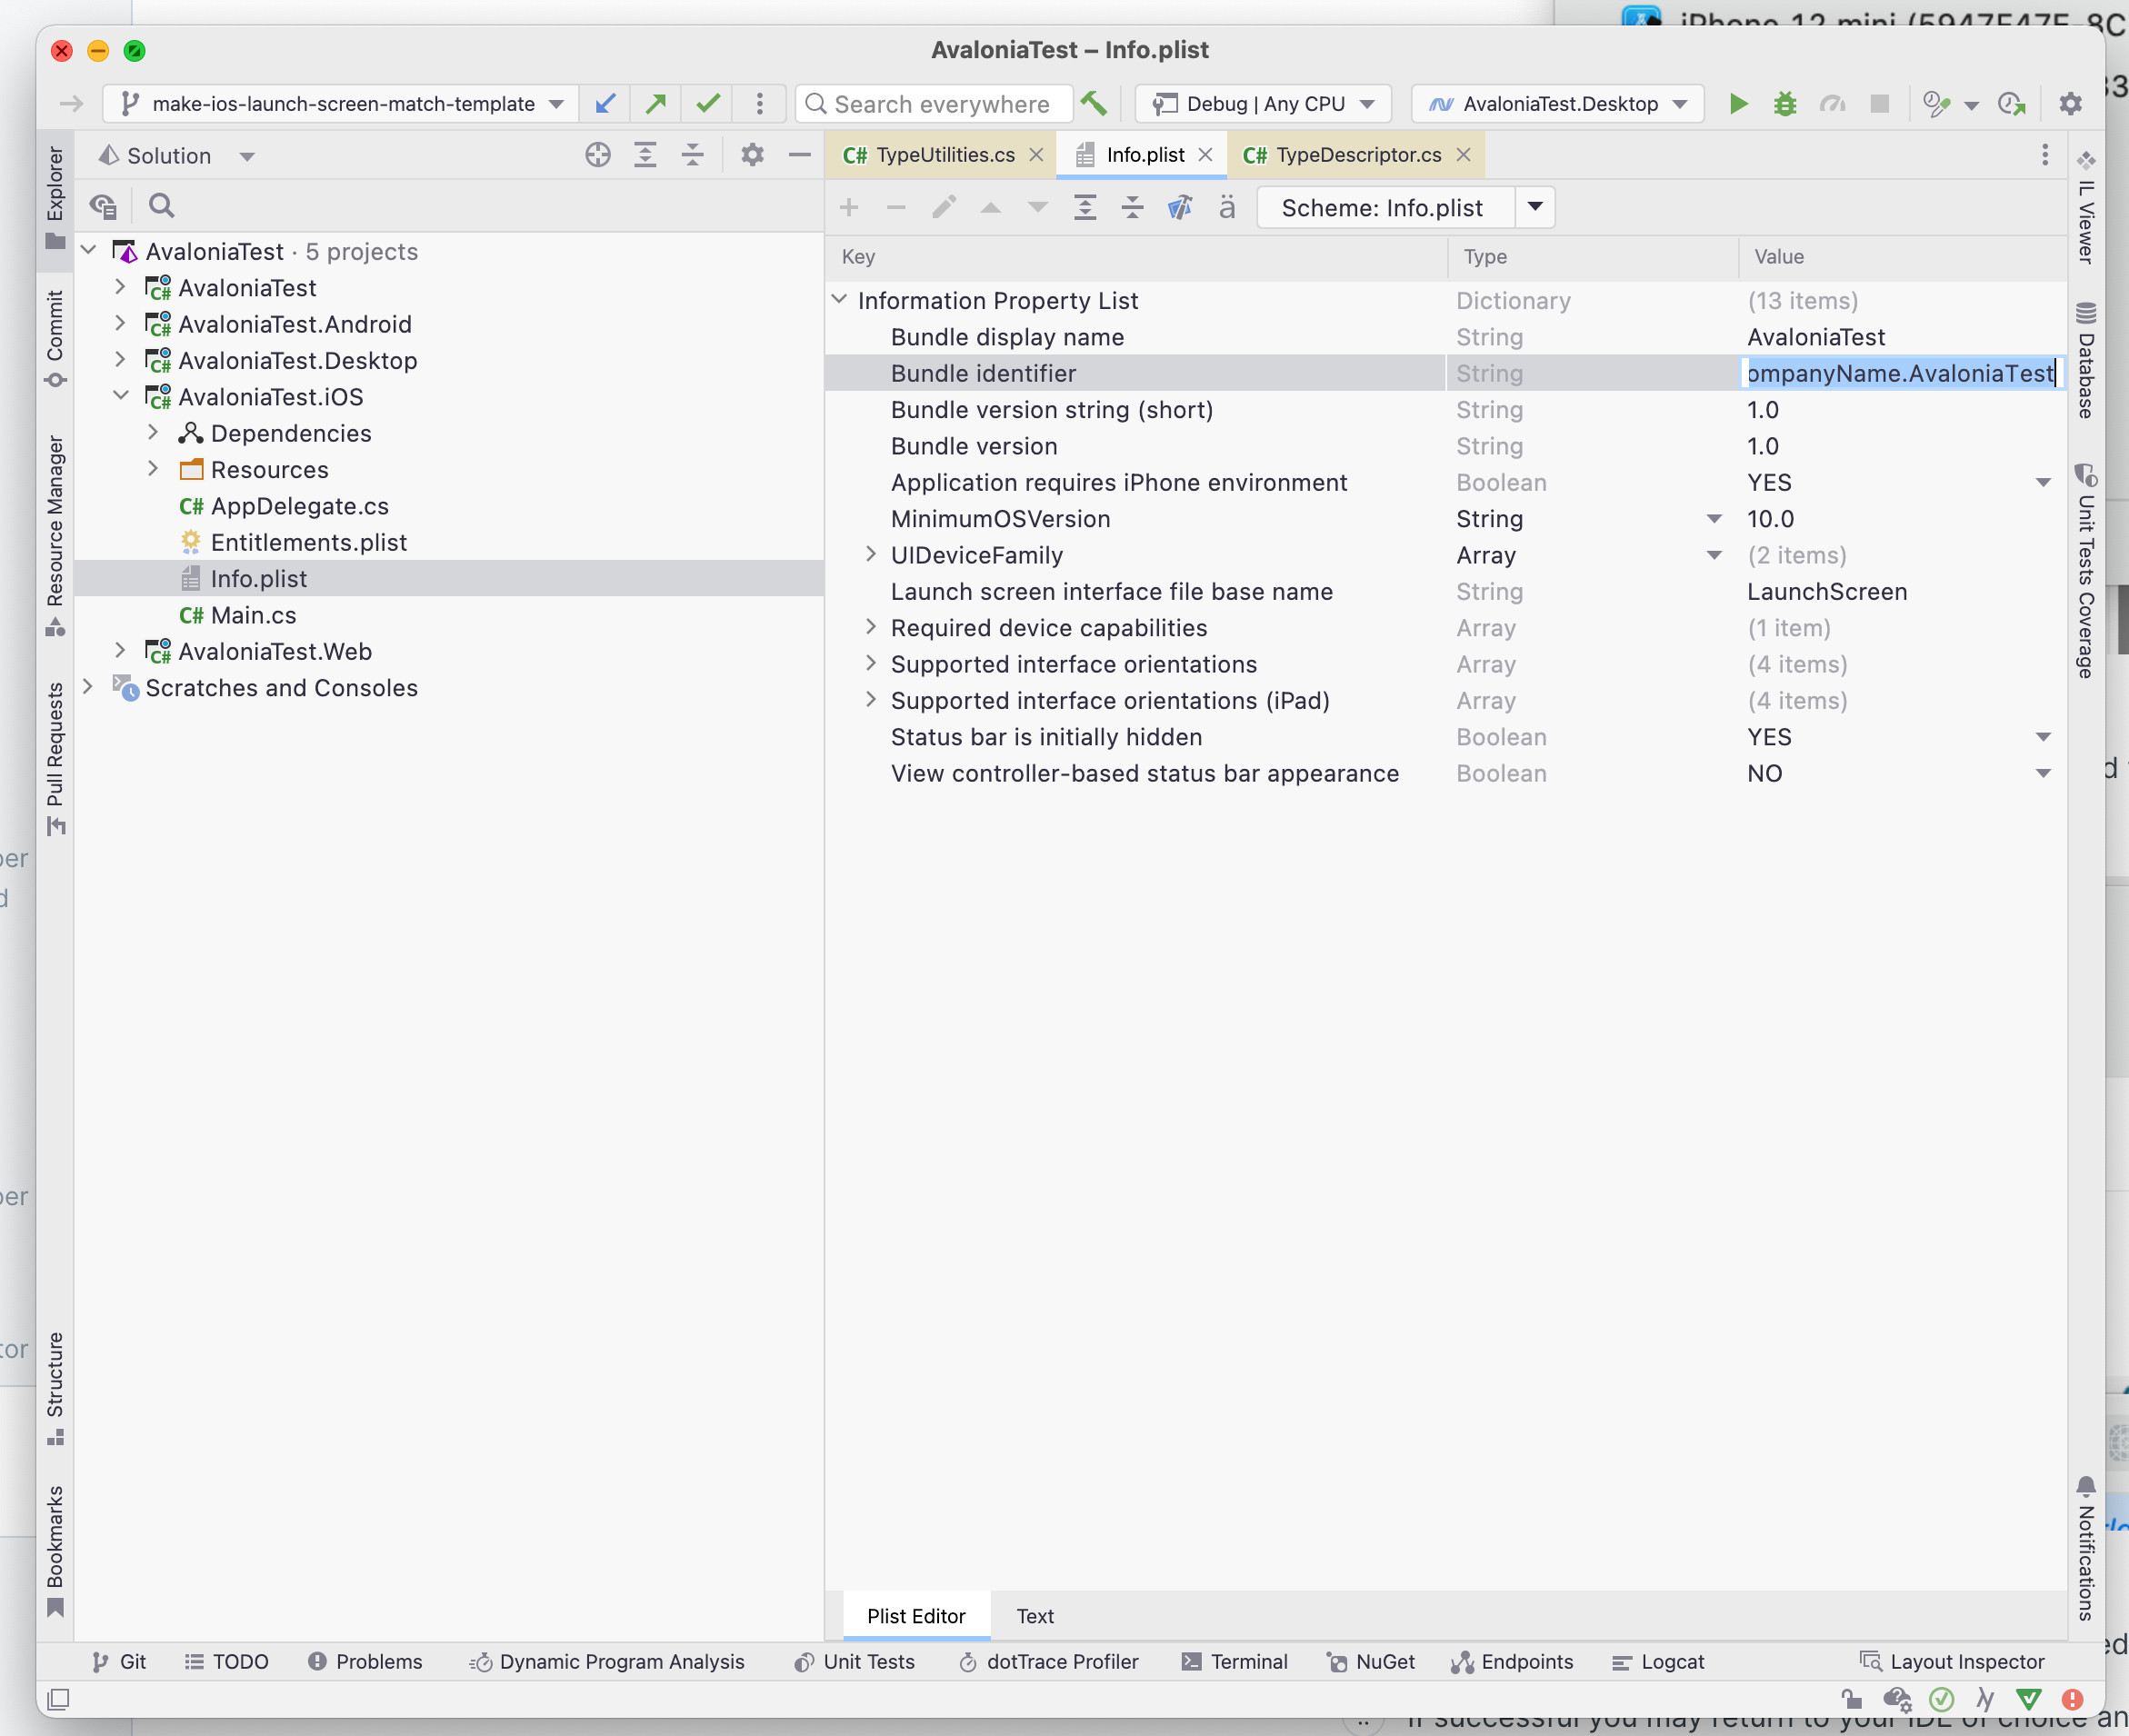 iPhone 12 mini (5947E47E-8C
AvaloniaTest – Info.plist
make-ios-launch-screen-match-template
Search everywhere
Debug | Any CPU
AvaloniaTest.Desktop
33
Explorer
Commit
Resource Manager
Pull Requests
Structure
Bookmarks
Solution
AvaloniaTest · 5 projects
C# AvaloniaTest
C# AvaloniaTest.Android
C# AvaloniaTest.Desktop
C# AvaloniaTest.iOS
Dependencies
Resources
C# AppDelegate.cs
Entitlements.plist
Info.plist
C# Main.cs
C# AvaloniaTest.Web
Scratches and Consoles
C# TypeUtilities.cs
Info.plist
C# TypeDescriptor.cs
ä
Scheme: Info.plist
Key Type Value
Information Property List Dictionary (13 items)
Bundle display name String AvaloniaTest
Bundle identifier String ompanyName.AvaloniaTest
Bundle version string (short) String 1.0
Bundle version String 1.0
Application requires iPhone environment Boolean YES
MinimumOSVersion String 10.0
UIDeviceFamily Array (2 items)
Launch screen interface file base name String LaunchScreen
Required device capabilities Array (1 item)
Supported interface orientations Array (4 items)
Supported interface orientations (iPad) Array (4 items)
Status bar is initially hidden Boolean YES
View controller-based status bar appearance Boolean NO
IL Viewer
Database
Unit Tests Coverage
Notifications
Plist Editor
Text
Git
TODO
Problems
Dynamic Program Analysis
Unit Tests
dotTrace Profiler
Terminal
NuGet
Endpoints
Logcat
Layout Inspector
ber
d
ber
tor
d
ed
If successful you may return to your IDE of choice an